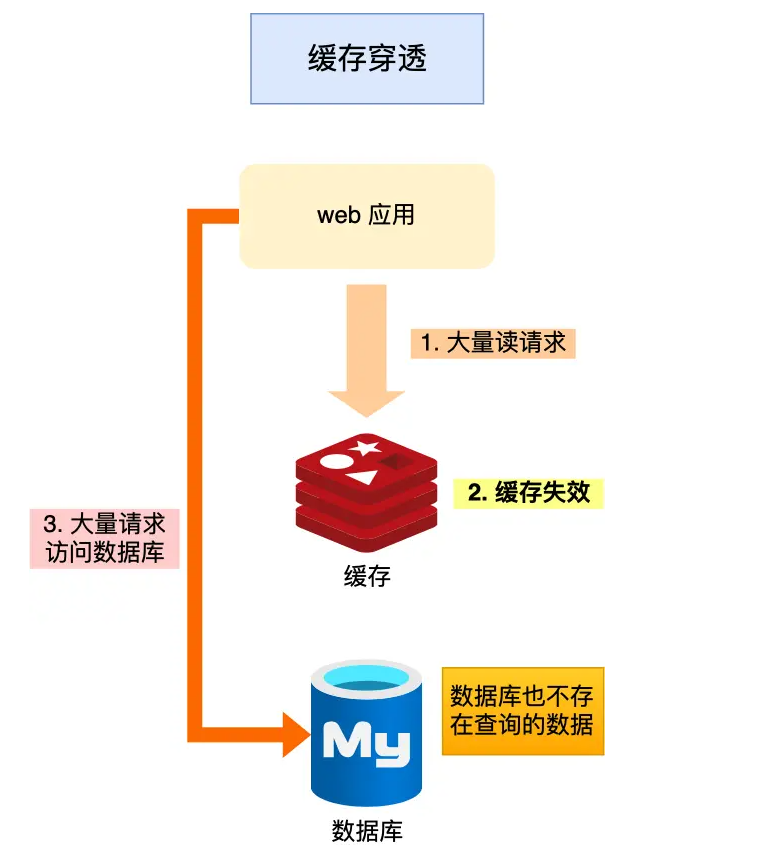 缓存穿透
web 应用
1. 大量读请求
2. 缓存失效
缓存
3. 大量请求
访问数据库
My
数据库也不存
在查询的数据
数据库